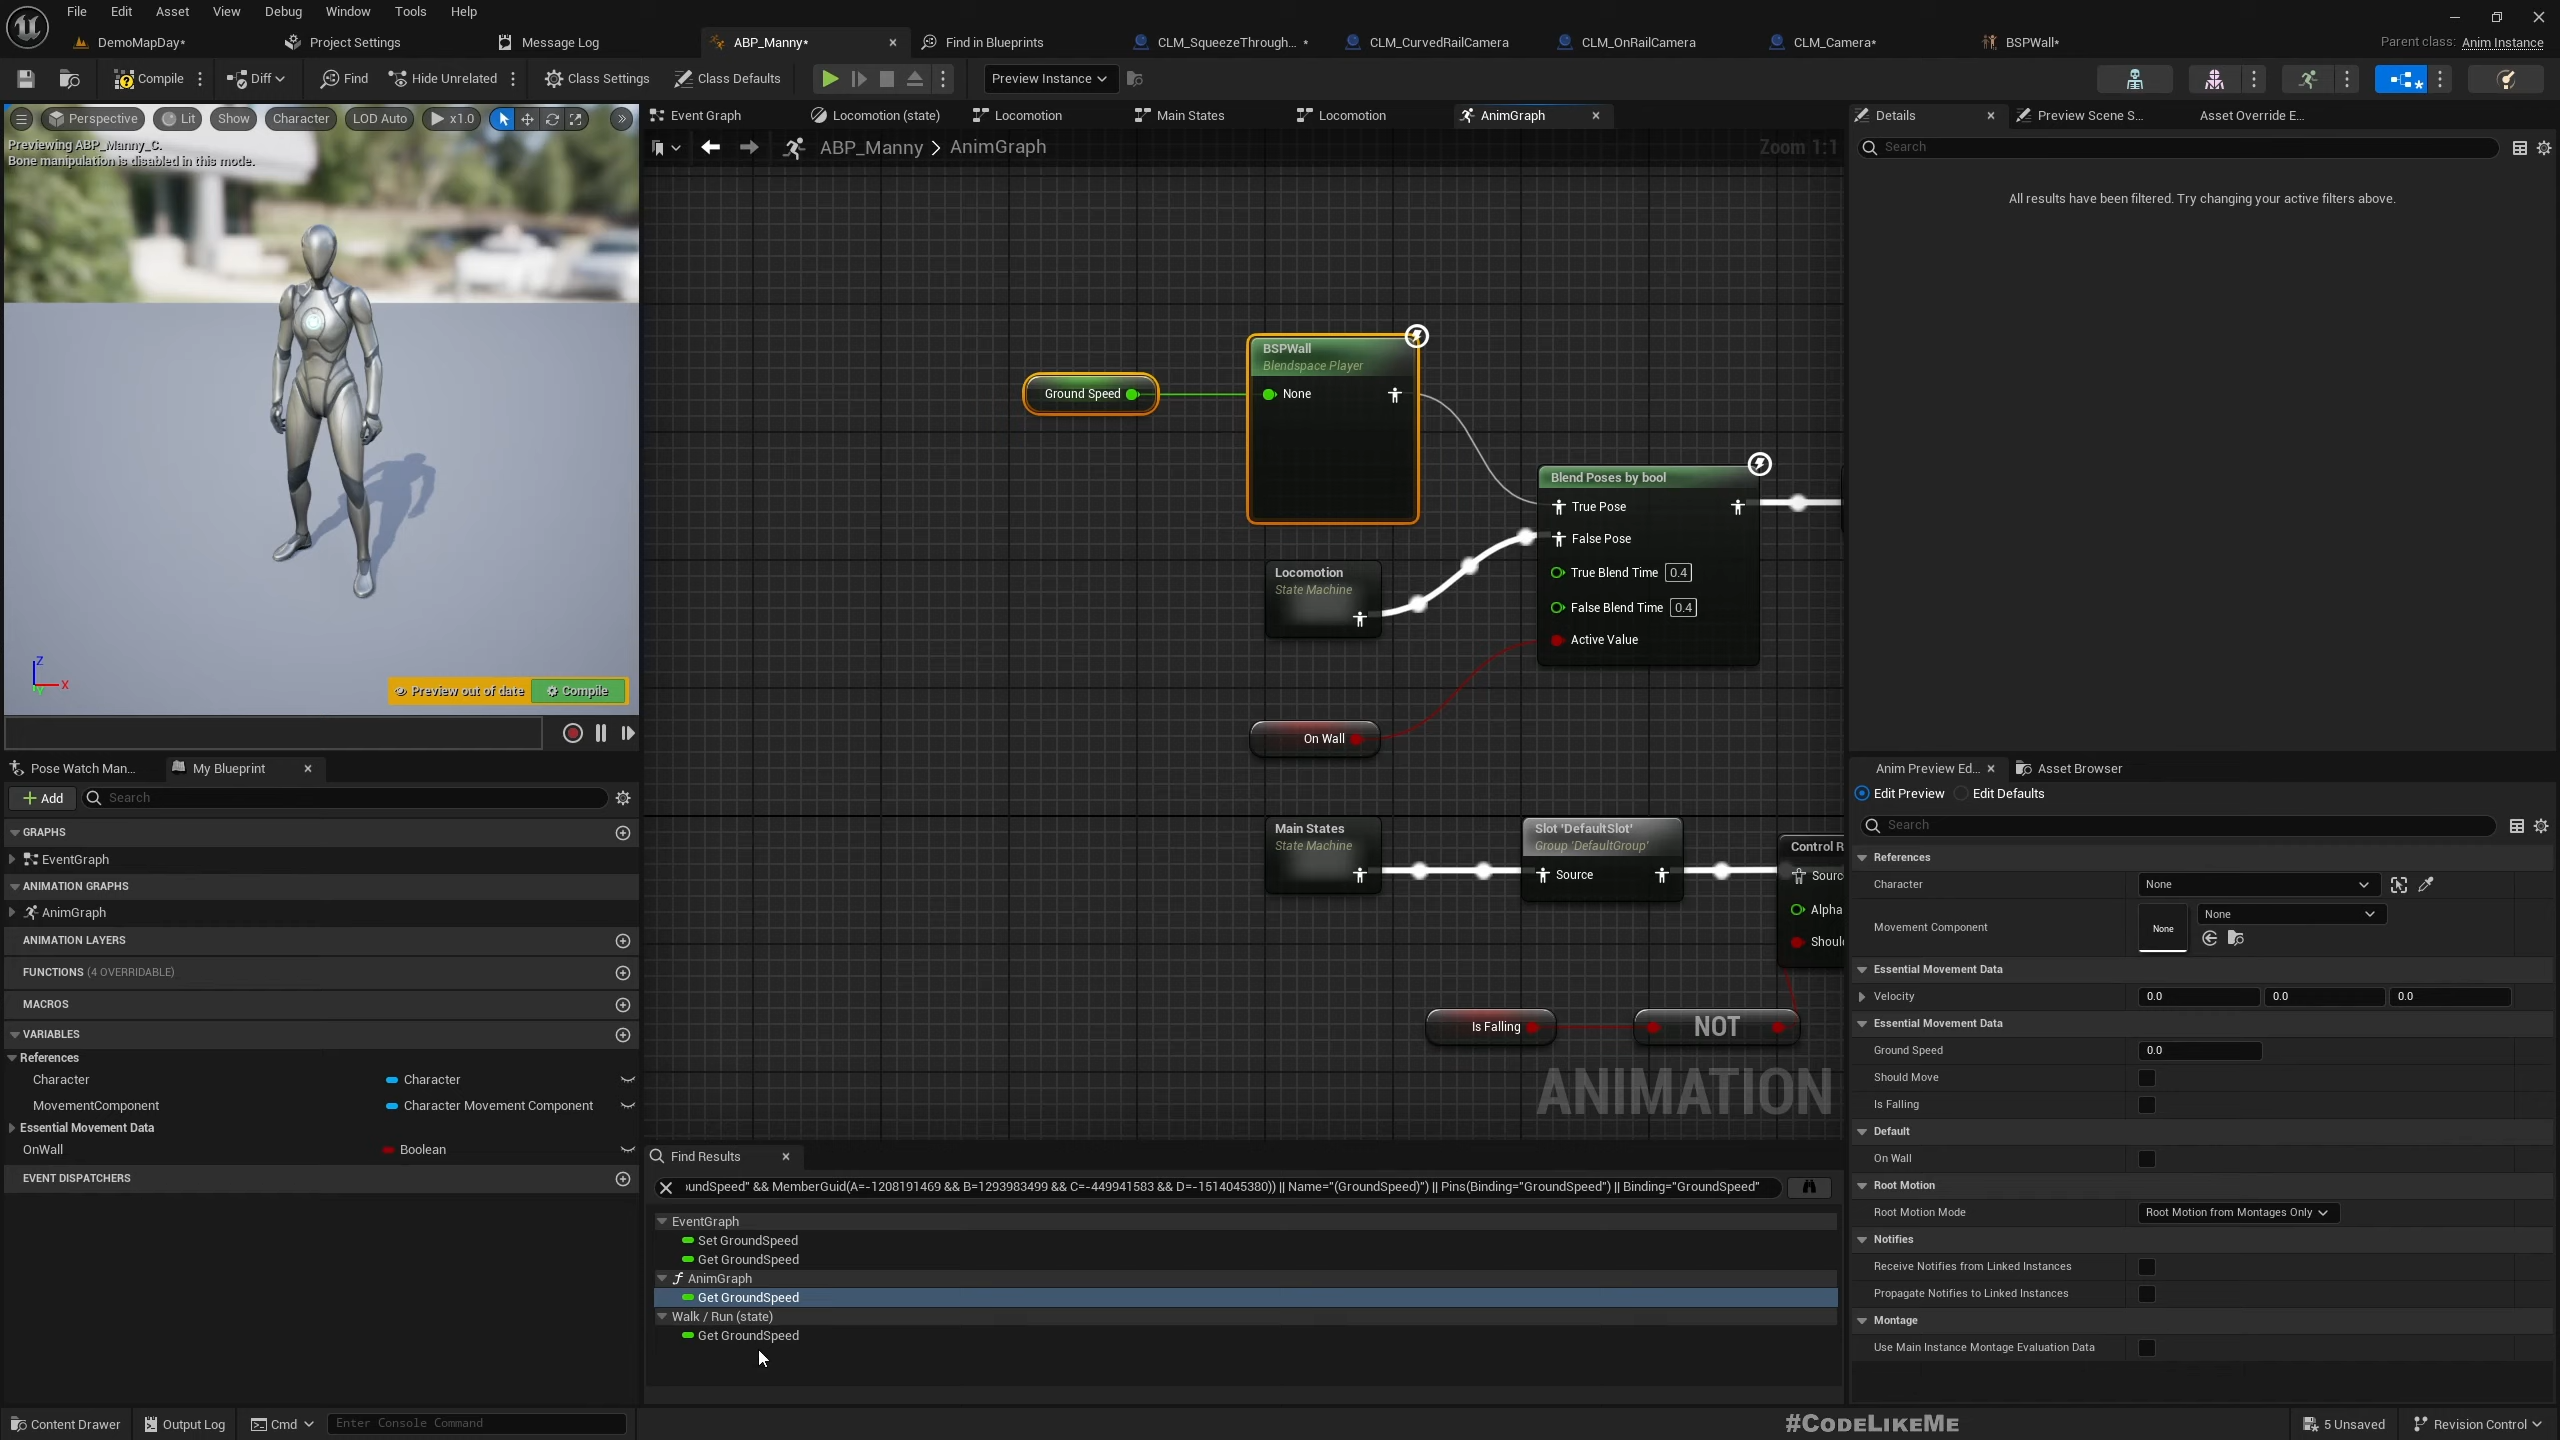 File Edit Asset View Debug Window Tools Help
DemoMapDay* Project Settings Message Log ABP_Manny* Find in Blueprints CLM_SqueezeThrough... * CLM_CurvedRailCamera CLM_OnRailCamera CLM_Camera* BSPWall* Parent class: Anim Instance
Compile Diff Find Hide Unrelated Class Settings Class Defaults Preview Instance
Perspective Lit Show Character LOD Auto x1.0
Previewing ABP_Manny_C.
Bone manipulation is disabled in this mode.
Z
X
Preview out of date Compile
Event Graph Locomotion (state) Locomotion Main States Locomotion AnimGraph
ABP_Manny > AnimGraph Zoom 1:1
BSPWall
Blendspace Player
None
Ground Speed
Blend Poses by bool
True Pose
False Pose
True Blend Time 0.4
False Blend Time 0.4
Active Value
Locomotion
State Machine
On Wall
Main States
State Machine
Slot 'DefaultSlot'
Group 'DefaultGroup'
Source
Control R
Sourc
Alpha
Shoul
Is Falling
NOT
ANIMATION
Pose Watch Man... My Blueprint
Add Search
GRAPHS
EventGraph
ANIMATION GRAPHS
AnimGraph
ANIMATION LAYERS
FUNCTIONS (4 OVERRIDABLE)
MACROS
VARIABLES
References
Character Character
MovementComponent Character Movement Component
Essential Movement Data
OnWall Boolean
EVENT DISPATCHERS
Find Results
undSpeed" && MemberGuid(A=-1208191469 && B=1293983499 && C=-449941583 && D=-1514045380)) || Name="(GroundSpeed)") || Pins(Binding="GroundSpeed") || Binding="GroundSpeed"
EventGraph
Set GroundSpeed
Get GroundSpeed
AnimGraph
Get GroundSpeed
Walk / Run (state)
Get GroundSpeed
Details Preview Scene S... Asset Override E...
Search
All results have been filtered. Try changing your active filters above.
Anim Preview Ed... Asset Browser
Edit Preview Edit Defaults
Search
References
Character None
Movement Component None None
Essential Movement Data
Velocity 0.0 0.0 0.0
Essential Movement Data
Ground Speed 0.0
Should Move
Is Falling
Default
On Wall
Root Motion
Root Motion Mode Root Motion from Montages Only
Notifies
Receive Notifies from Linked Instances
Propagate Notifies to Linked Instances
Montage
Use Main Instance Montage Evaluation Data
Content Drawer Output Log Cmd Enter Console Command #CODELIKEME 5 Unsaved Revision Control